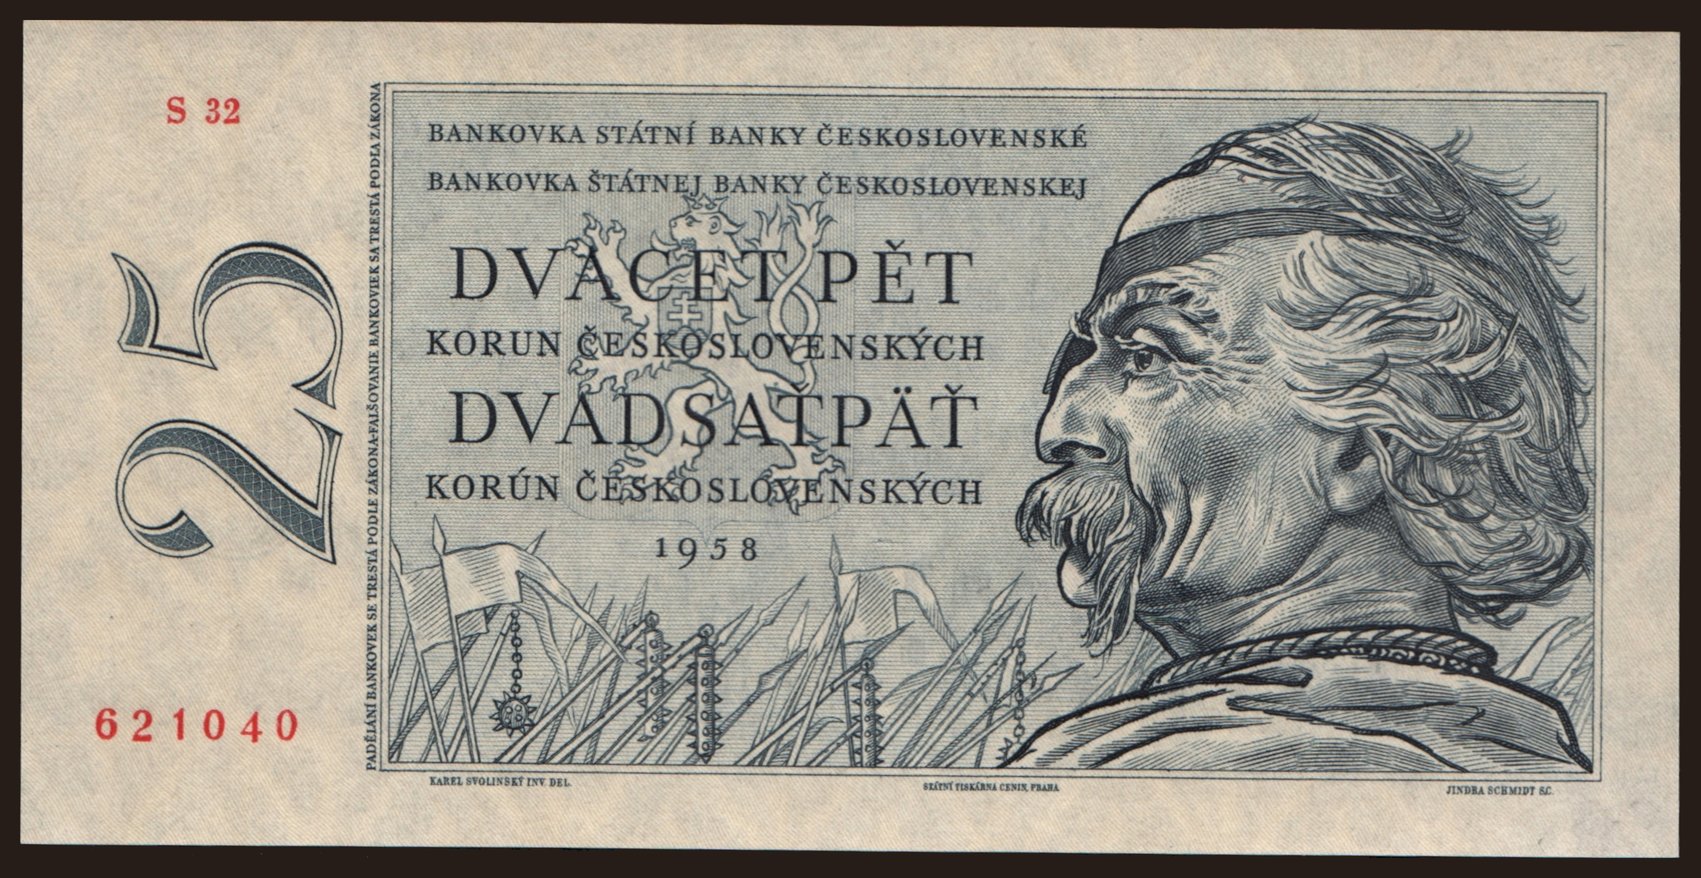 S 32
BANKOVKA STÁTNÍ BANKY ČESKOSLOVENSKÉ
BANKOVKA ŠTÁTNEJ BANKY ČESKOSLOVENSKEJ
DVACET PĚT
KORUN ČESKOSLOVENSKÝCH
DVADSAŤPÄŤ
KORÚN ČESKOSLOVENSKÝCH
1958
25
PADĚLÁNÍ BANKOVEK SE TRESTÁ PODLE ZÁKONA-FALŠOVANIE BANKOVIEK SA TRESTÁ PODĽA ZÁKONA
621040
KAREL SVOLINSKÝ INV. DEL.
STÁTNÍ TISKÁRNA CENIN, PRAHA
JINDRA SCHMIDT SC.